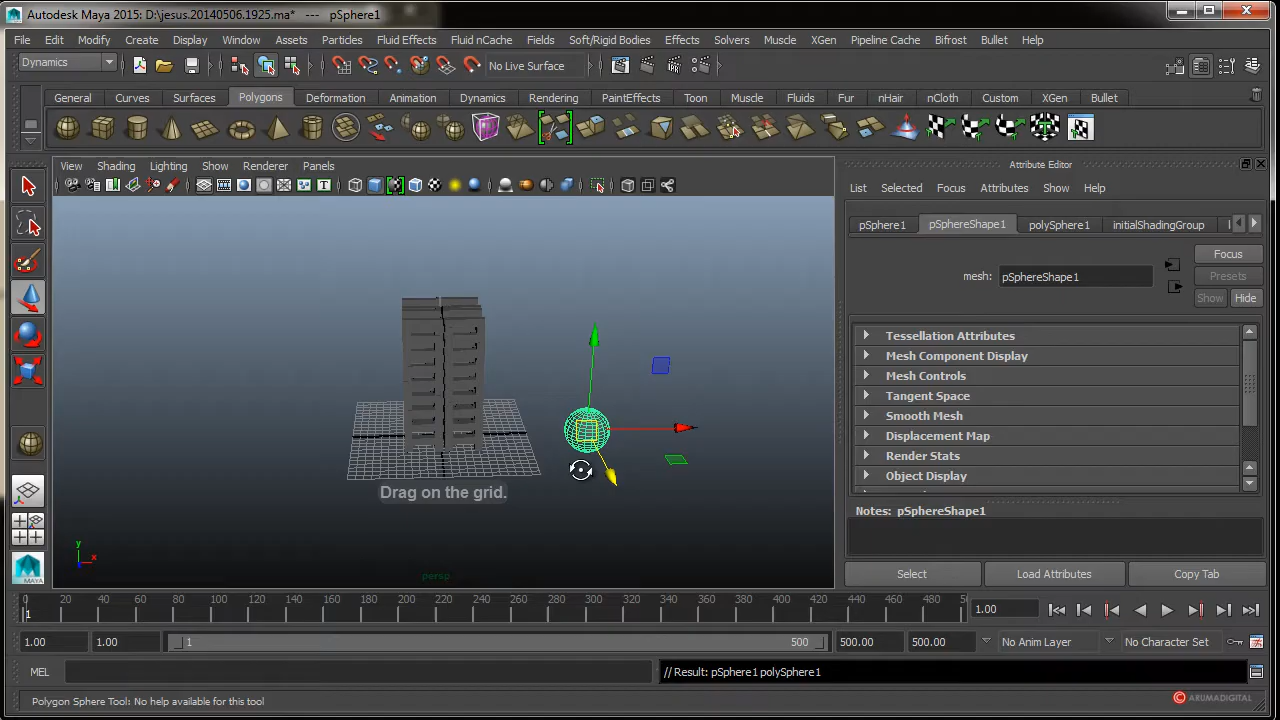 Autodesk Maya 2015: D:\jesus.20140506.1925.ma*   ---   pSphere1
File Edit Modify Create Display Window Assets Particles Fluid Effects Fluid nCache Fields Soft/Rigid Bodies Effects Solvers Muscle XGen Pipeline Cache Bifrost Bullet Help
Dynamics No Live Surface
General Curves Surfaces Polygons Deformation Animation Dynamics Rendering PaintEffects Toon Muscle Fluids Fur nHair nCloth Custom XGen Bullet
View Shading Lighting Show Renderer Panels
Attribute Editor
List Selected Focus Attributes Show Help
pSphere1 pSphereShape1 polySphere1 initialShadingGroup
Focus
mesh: pSphereShape1
Presets
Show Hide
Tessellation Attributes
Mesh Component Display
Mesh Controls
Tangent Space
Smooth Mesh
Displacement Map
Render Stats
Object Display
Notes: pSphereShape1
Select Load Attributes Copy Tab
Drag on the grid.
y
x
persp
MAYA
0 20 40 60 80 100 120 140 160 180 200 220 240 260 280 300 320 340 360 380 400 420 440 460 480 50
1
1.00
1.00 1.00 1 500 500.00 500.00 No Anim Layer No Character Set
MEL // Result: pSphere1 polySphere1
Polygon Sphere Tool: No help available for this tool
© ARUMADIGITAL